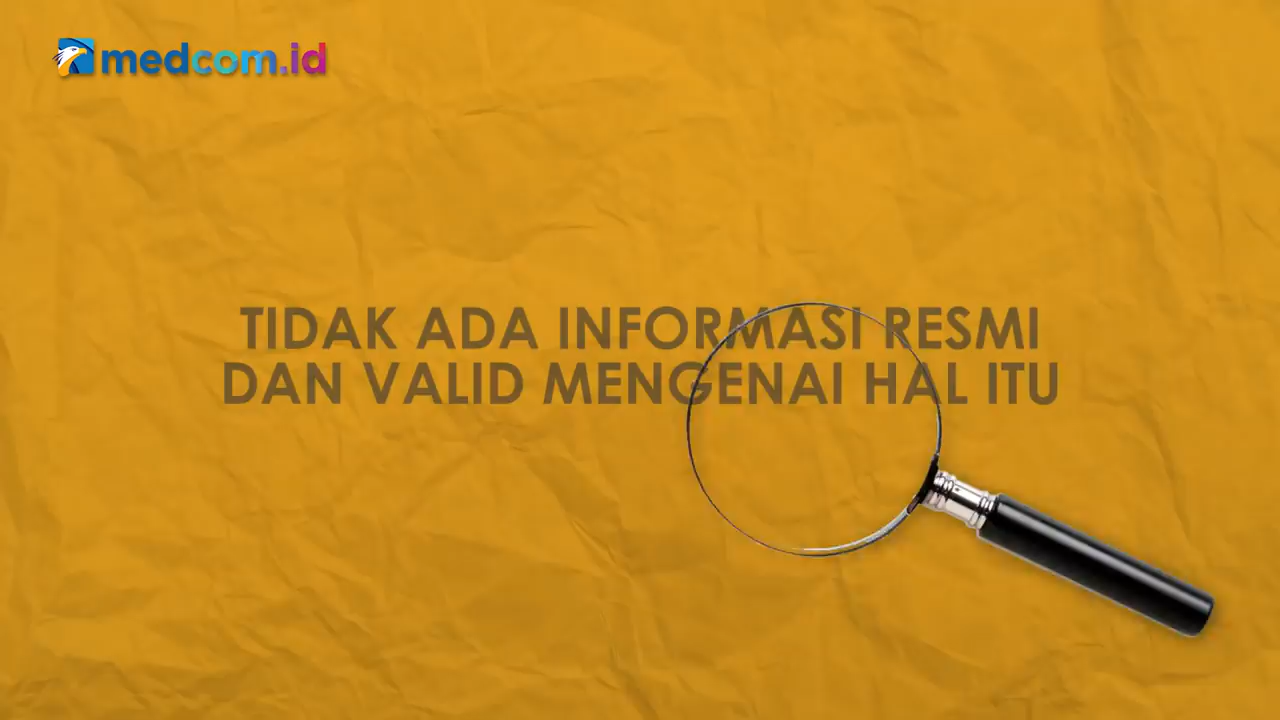 medcom.id
TIDAK ADA INFORMASI RESMI
DAN VALID MENGENAI HAL ITU